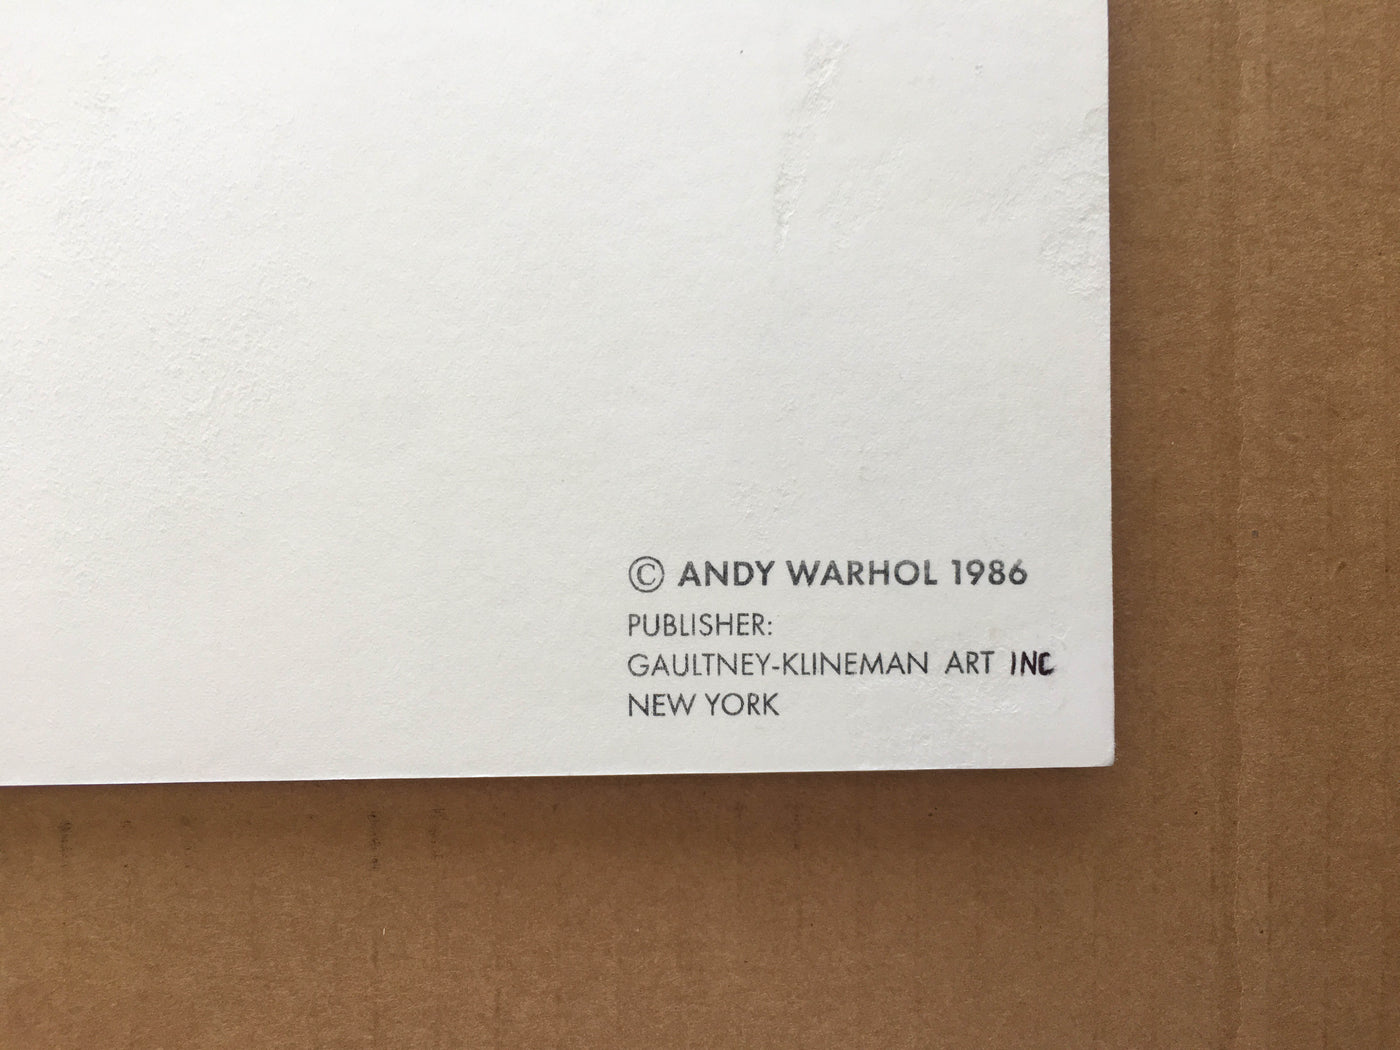 © ANDY WARHOL 1986
PUBLISHER:
GAULTNEY-KLINEMAN ART INC
NEW YORK